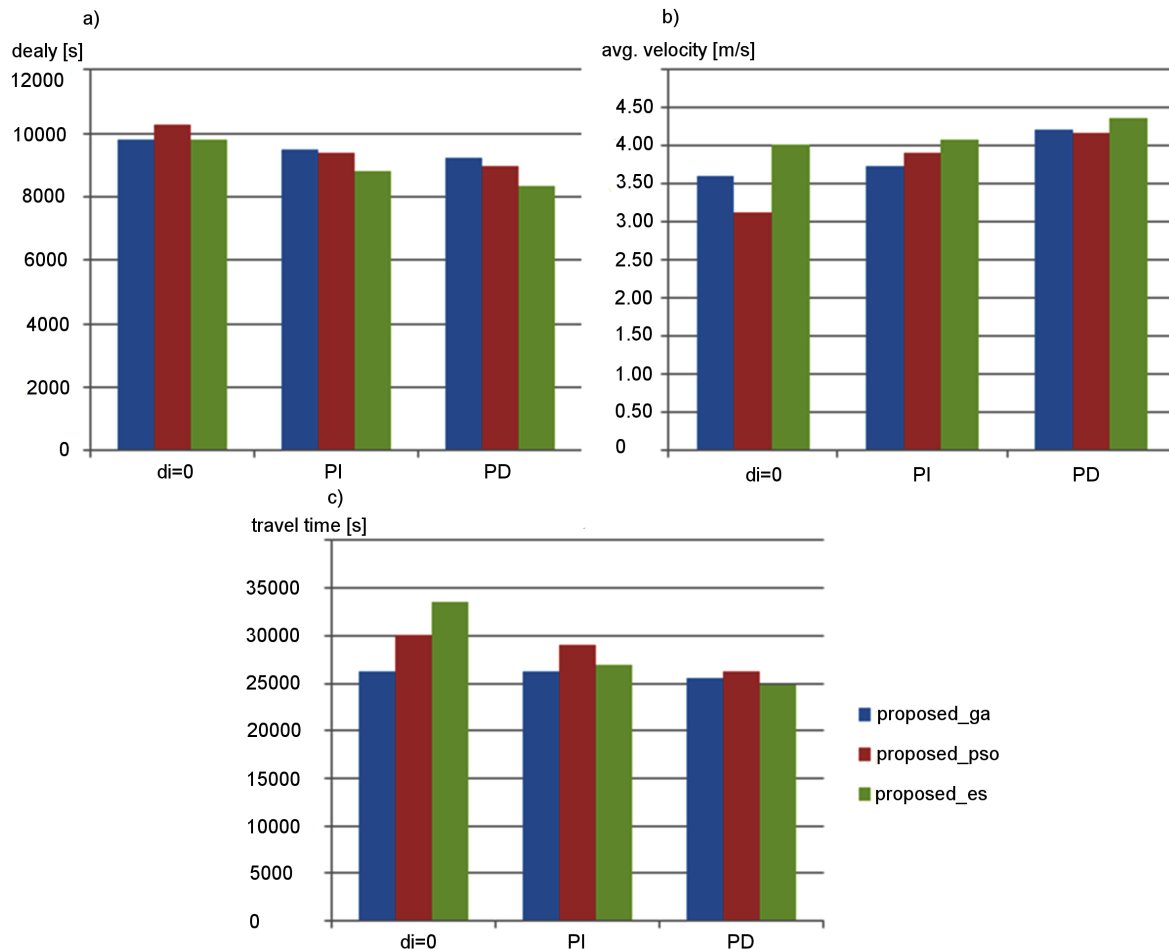 a)
dealy [s]
12000
10000
8000
6000
4000
2000
0
di=0 PI PD
b)
avg. velocity [m/s]
4.50
4.00
3.50
3.00
2.50
2.00
1.50
1.00
0.50
0
di=0 PI PD
c)
travel time [s]
35000
30000
25000
20000
15000
10000
5000
0
di=0 PI PD
proposed_ga
proposed_pso
proposed_es